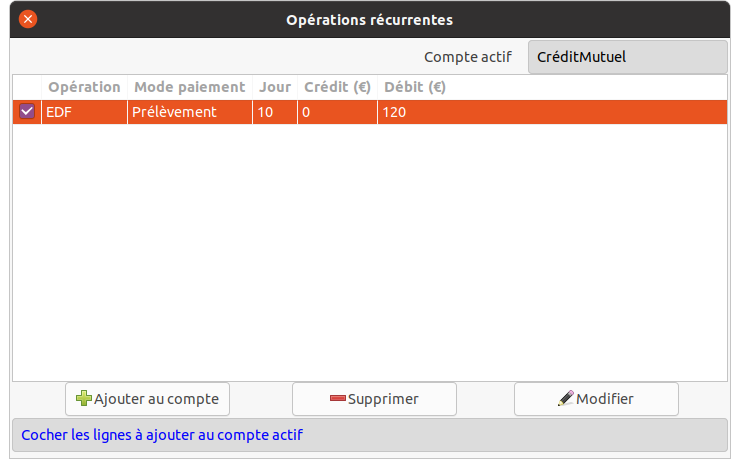 Opérations récurrentes
Compte actif CréditMutuel
Opération Mode paiement Jour Crédit (€) Débit (€)
EDF Prélèvement 10 0 120
Ajouter au compte Supprimer Modifier
Cocher les lignes à ajouter au compte actif